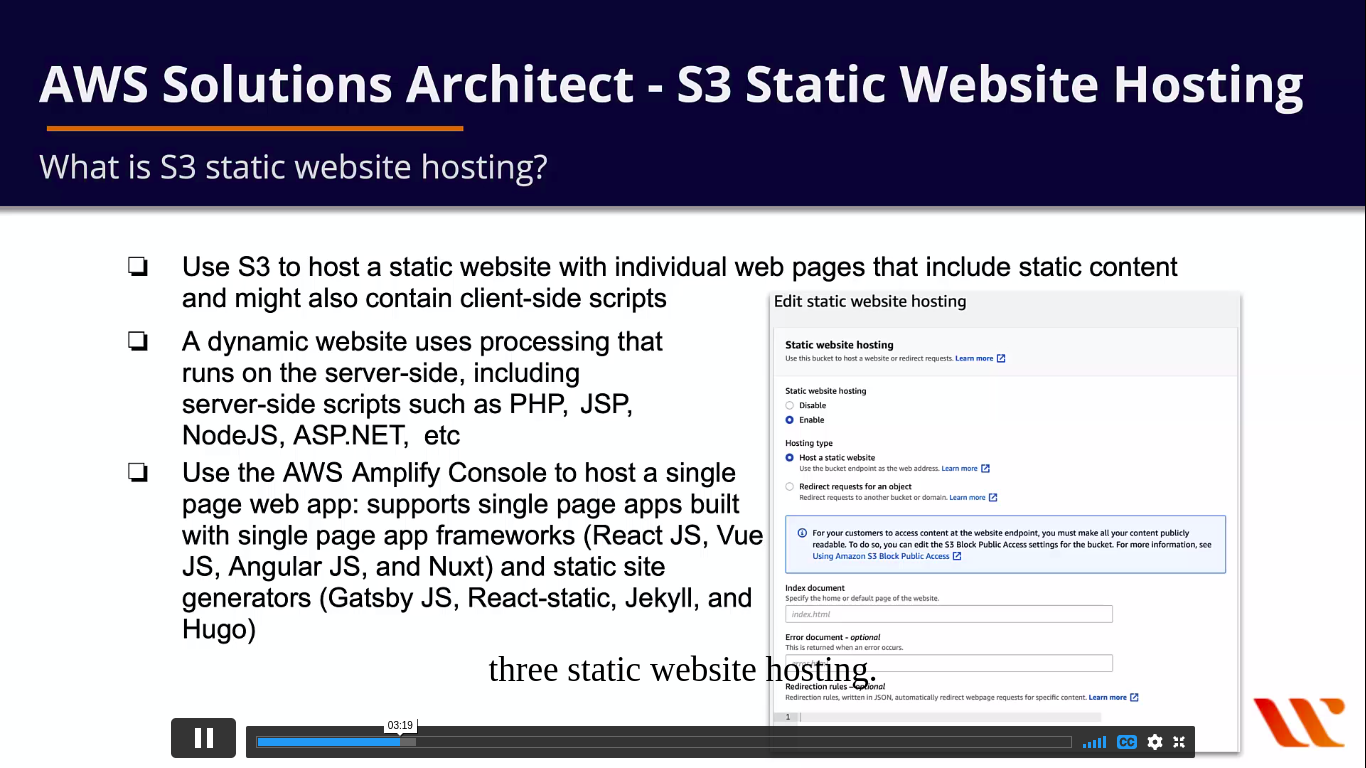 AWS Solutions Architect - S3 Static Website Hosting
What is S3 static website hosting?
Use S3 to host a static website with individual web pages that include static content
and might also contain client-side scripts
A dynamic website uses processing that
runs on the server-side, including
server-side scripts such as PHP, JSP,
NodeJS, ASP.NET, etc
Use the AWS Amplify Console to host a single
page web app: supports single page apps built
with single page app frameworks (React JS, Vue
JS, Angular JS, and Nuxt) and static site
generators (Gatsby JS, React-static, Jekyll, and
Hugo)
Edit static website hosting
Static website hosting
Use this bucket to host a website or redirect requests. Learn more
Static website hosting
Disable
Enable
Hosting type
Host a static website
Use the bucket endpoint as the web address. Learn more
Redirect requests for an object
Redirect requests to another bucket or domain. Learn more
For your customers to access content at the website endpoint, you must make all your content publicly
readable. To do so, you can edit the S3 Block Public Access settings for the bucket. For more information, see
Using Amazon S3 Block Public Access
Index document
Specify the home or default page of the website.
index.html
Error document - optional
This is returned when an error occurs.
three static website hosting.
Redirection rules – optional
Redirection rules, written in JSON, automatically redirect webpage requests for specific content. Learn more
1
03:19
CC